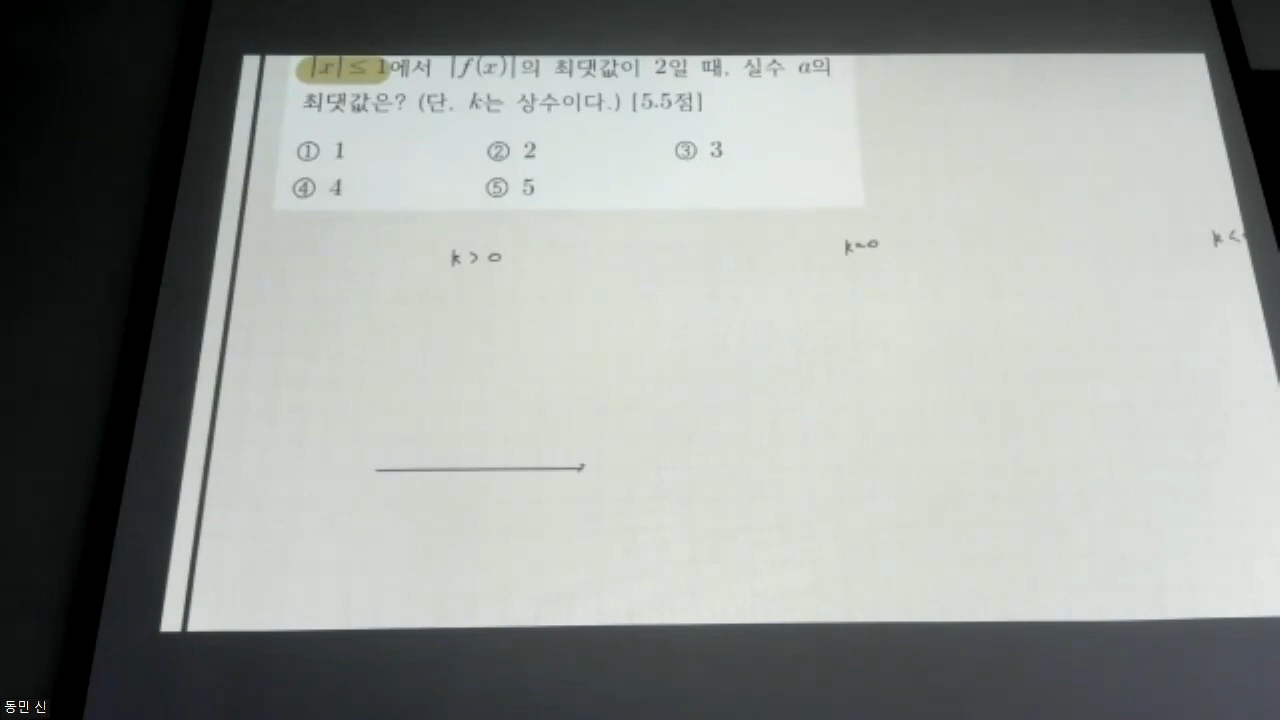 |x| ≤ 1에서 |f(x)|의 최댓값이 2일 때, 실수 a의
최댓값은? (단, k는 상수이다.) [5.5점]
① 1 ② 2 ③ 3
④ 4 ⑤ 5
k > 0 k=0 k <
동민 신